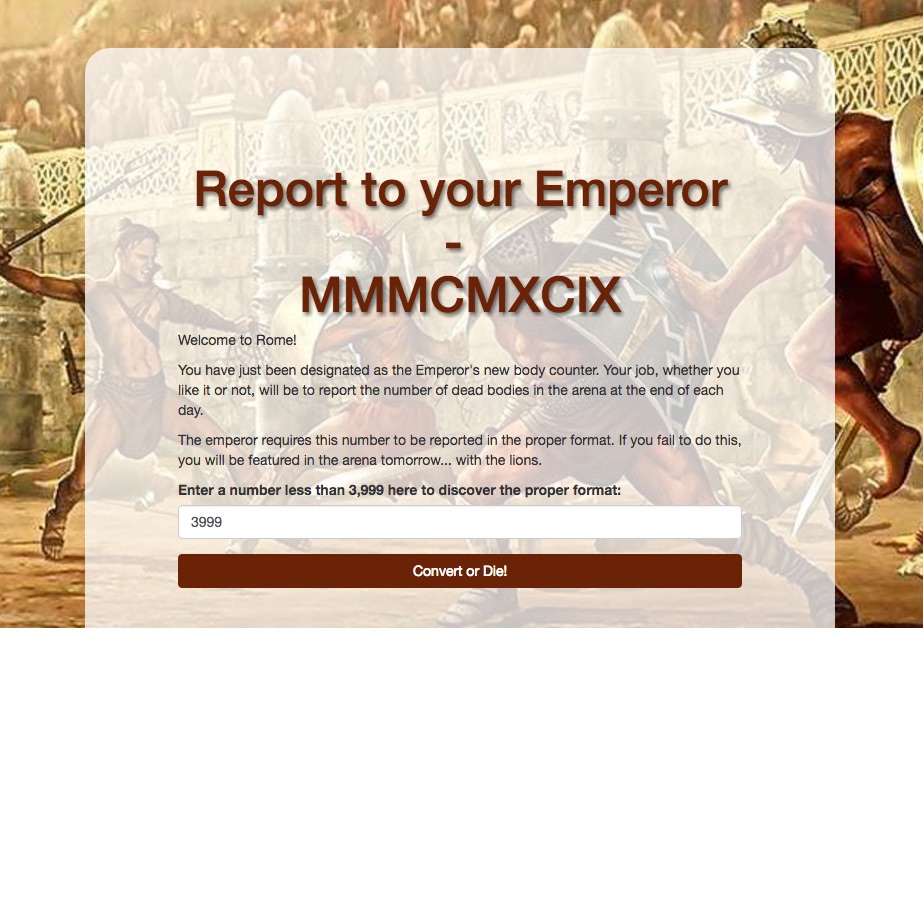 Report to your Emperor
-
MMMCMXCIX
Welcome to Rome!
You have just been designated as the Emperor's new body counter. Your job, whether you
like it or not, will be to report the number of dead bodies in the arena at the end of each
day.
The emperor requires this number to be reported in the proper format. If you fail to do this,
you will be featured in the arena tomorrow... with the lions.
Enter a number less than 3,999 here to discover the proper format:
3999
Convert or Die!